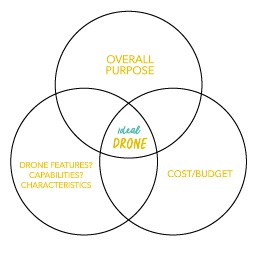 OVERALL
PURPOSE
ideal
DRONE
DRONE FEATURES?
CAPABILITIES?
CHARACTERISTICS
COST/BUDGET